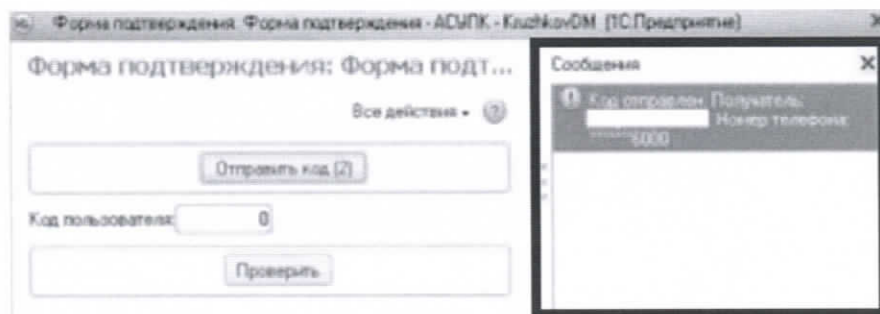 Форма подтверждения: Форма подтверждения - АСУПК - KruzhkovDM (1С:Предприятие)
Форма подтверждения: Форма подт...
Все действия
Отправить код (2)
Код пользователя: 0
Проверить
Сообщения
Код отправлен. Получатель:
Номер телефона:
******6000